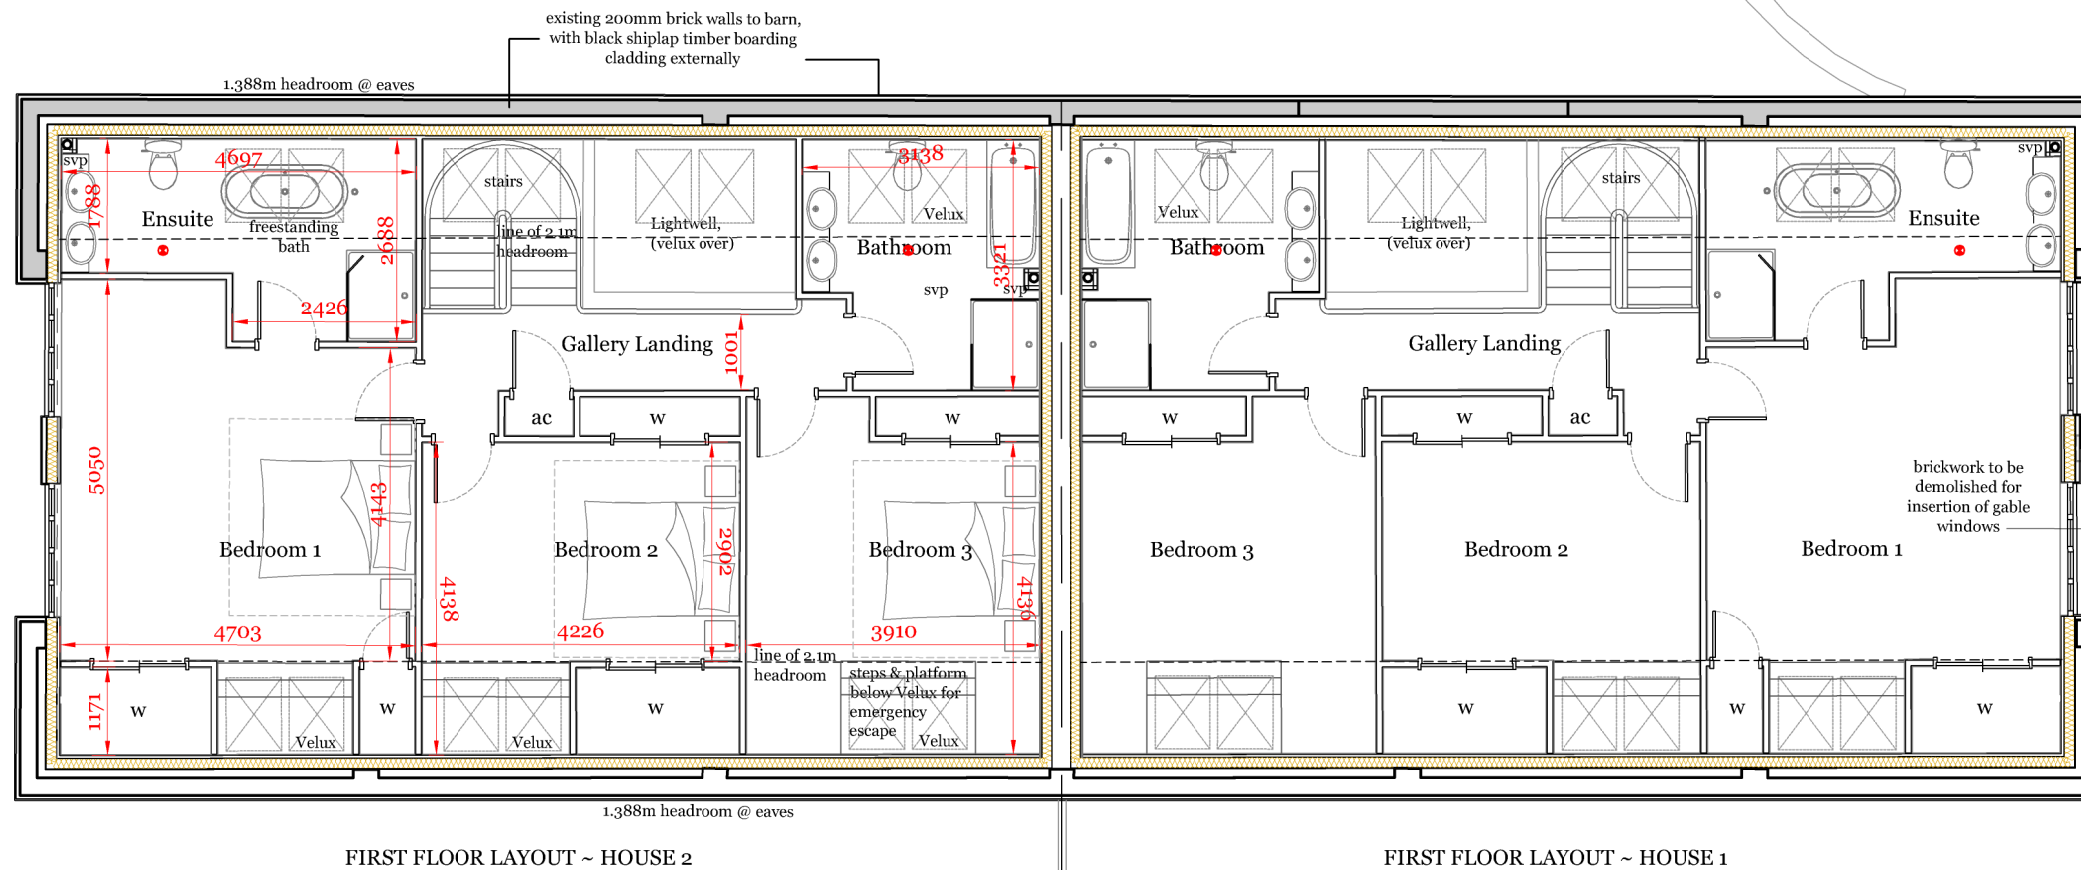 existing 200mm brick walls to barn,
with black shiplap timber boarding
cladding externally
1.388m headroom @ eaves
svp
4697
1788
Ensuite
freestanding
bath
2688
2426
stairs
line of 2.1m
headroom
Lightwell,
(velux over)
3138
Velux
Bathroom
3321
svp
svp
Gallery Landing
1001
ac
w
w
5050
4143
Bedroom 1
4703
1171
w
Velux
w
4138
Bedroom 2
2902
4226
Velux
w
Bedroom 3
4136
3910
line of 2.1m
headroom
steps & platform
below Velux for
emergency
escape
Velux
Velux
Bathroom
Lightwell,
(velux over)
stairs
svp
Ensuite
Gallery Landing
w
w
ac
Bedroom 3
Bedroom 2
Bedroom 1
brickwork to be
demolished for
insertion of gable
windows
w
w
w
1.388m headroom @ eaves
FIRST FLOOR LAYOUT ~ HOUSE 2
FIRST FLOOR LAYOUT ~ HOUSE 1